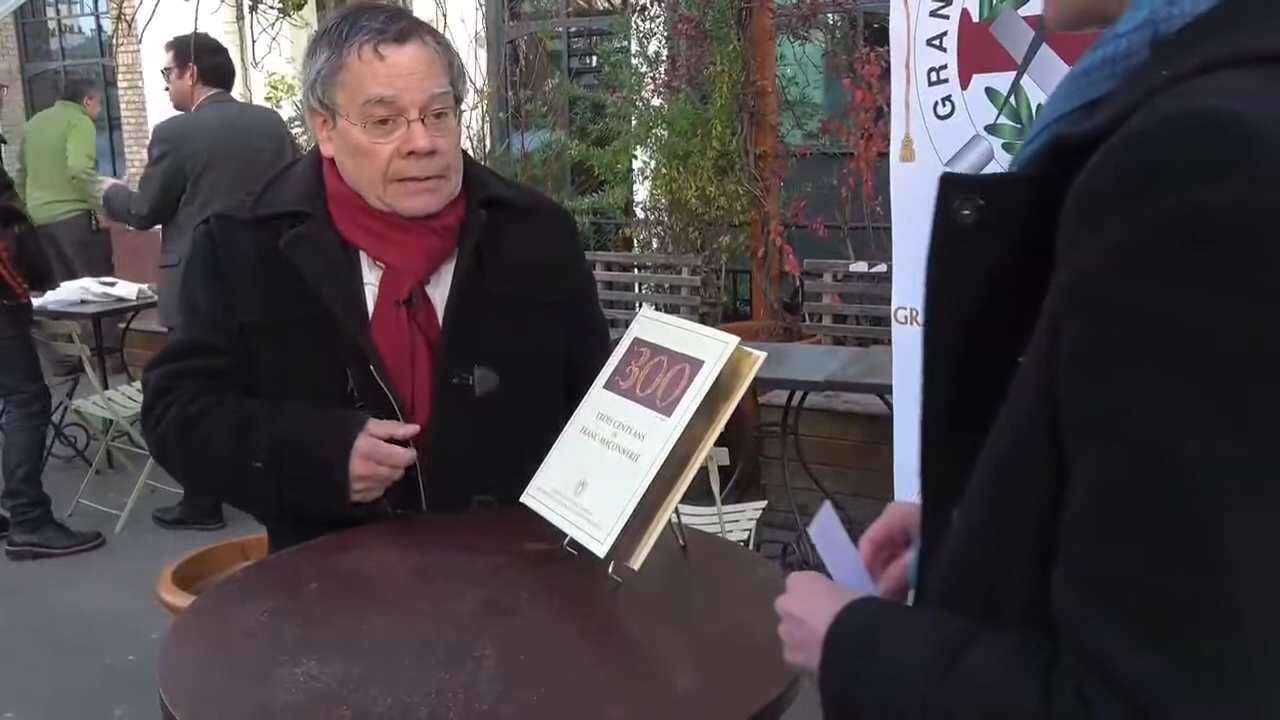 300
TROIS CENTS ANS
DE
FRANC-MAÇONNERIE
GRAN
GR